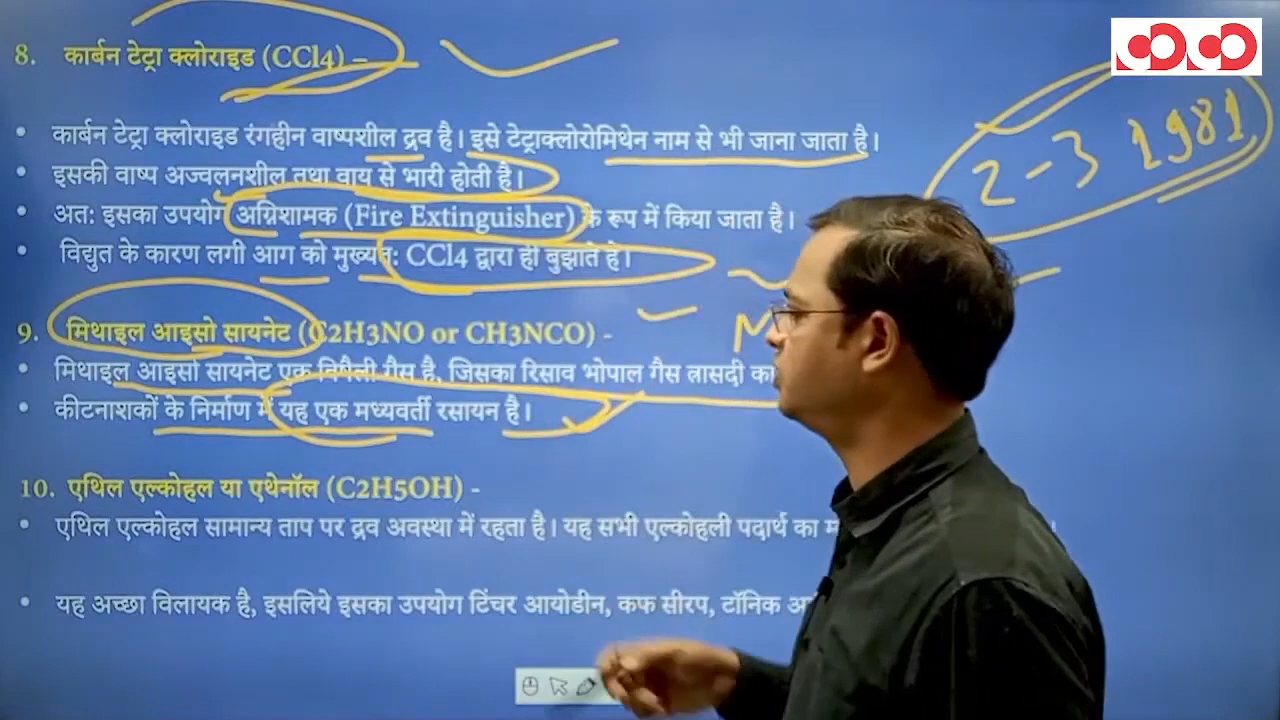 8. कार्बन टेट्रा क्लोराइड (CCl4) –
2-3 1981
• कार्बन टेट्रा क्लोराइड रंगहीन वाष्पशील द्रव है। इसे टेट्राक्लोरोमिथेन नाम से भी जाना जाता है।
• इसकी वाष्प अज्वलनशील तथा वायु से भारी होती है।
• अत: इसका उपयोग अग्निशामक (Fire Extinguisher) के रूप में किया जाता है।
• विद्युत के कारण लगी आग को मुख्यत: CCl4 द्वारा ही बुझाते हे।
9. मिथाइल आइसो सायनेट (C2H3NO or CH3NCO) -
• मिथाइल आइसो सायनेट एक विषैली गैस है, जिसका रिसाव भोपाल गैस त्रासदी का
• कीटनाशकों के निर्माण में यह एक मध्यवर्ती रसायन है।
10. एथिल एल्कोहल या एथेनॉल (C2H5OH) -
• एथिल एल्कोहल सामान्य ताप पर द्रव अवस्था में रहता है। यह सभी एल्कोहली पदार्थ का
• यह अच्छा विलायक है, इसलिये इसका उपयोग टिंचर आयोडीन, कफ सीरप, टॉनिक